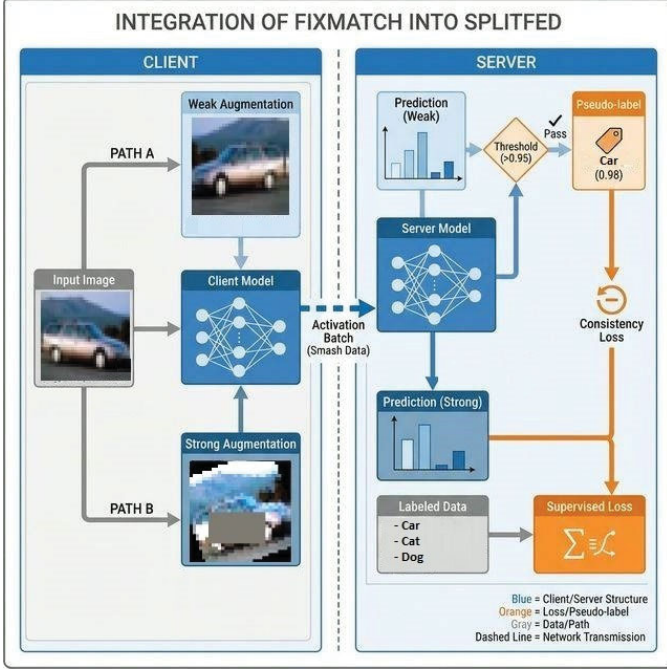 INTEGRATION OF FIXMATCH INTO SPLITFED
CLIENT
Weak Augmentation
PATH A
Input Image
Client Model
Strong Augmentation
PATH B
Activation
Batch
(Smash Data)
SERVER
Prediction
(Weak)
Threshold
(>0.95)
Pass
Pseudo-label
Car
(0.98)
Server Model
Consistency
Loss
Prediction (Strong)
Labeled Data
- Car
- Cat
- Dog
Supervised Loss
Blue = Client/Server Structure
Orange = Loss/Pseudo-label
Gray = Data/Path
Dashed Line = Network Transmission